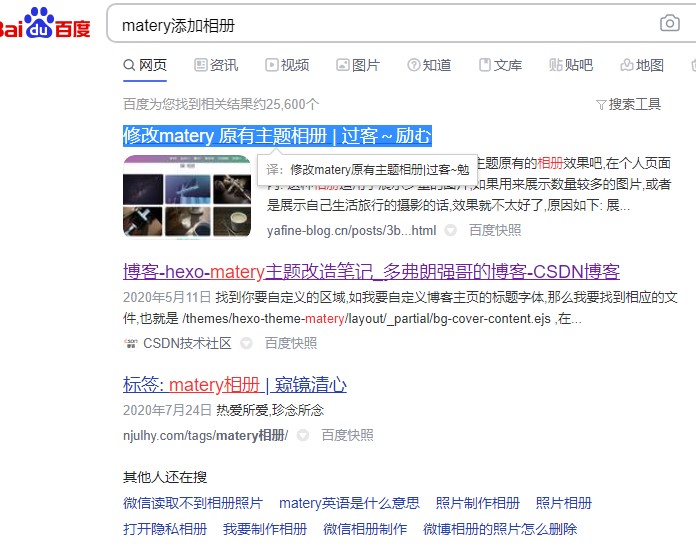 Bai du 百度
matery添加相册
网页 资讯 视频 图片 知道 文库 贴吧 地图
百度为您找到相关结果约25,600个 搜索工具
修改matery 原有主题相册 | 过客～励む
译：修改matery原有主题相册|过客~勉
主题原有的相册效果吧,在个人页面
如果用来展示数量较多的图片,或者
是展示自己生活旅行的摄影的话,效果就不太好了,原因如下: 展...
yafine-blog.cn/posts/3b...html 百度快照
博客-hexo-matery主题改造笔记_多弗朗强哥的博客-CSDN博客
2020年5月11日 找到你要自定义的区域,如我要自定义博客主页的标题字体,那么我要找到相应的文
件,也就是 /themes/hexo-theme-matery/layout/_partial/bg-cover-content.ejs ,在...
CSDN技术社区 百度快照
标签: matery相册 | 窥镜清心
2020年7月24日 热爱所爱,珍念所念
njulhy.com/tags/matery相册/ 百度快照
其他人还在搜
微信读取不到相册照片 matery英语是什么意思 照片制作相册 照片相册
打开隐私相册 我要制作相册 微信相册制作 微博相册的照片怎么删除